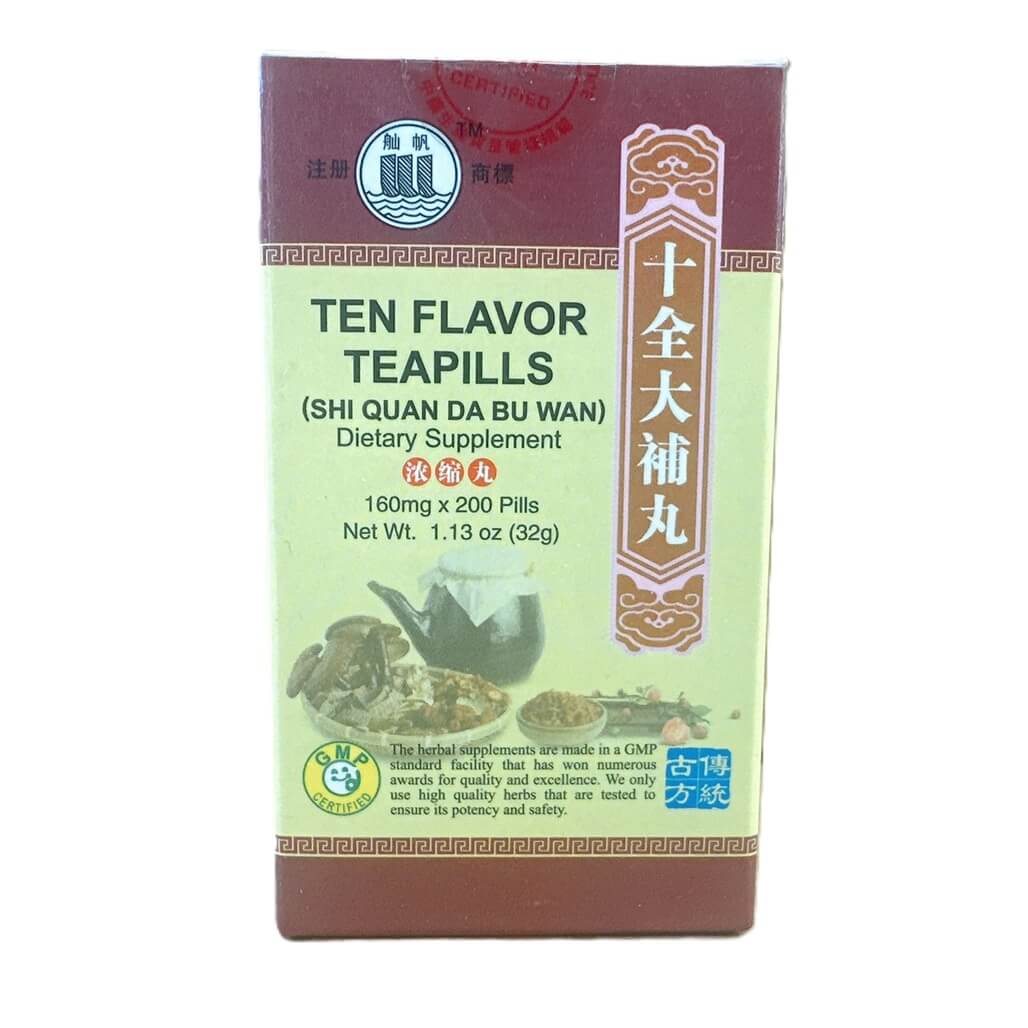 CERTIFIED
帆船
TM
注册
商標
十全大補丸
TEN FLAVOR
TEAPILLS
(SHI QUAN DA BU WAN)
Dietary Supplement
浓缩丸
160mg x 200 Pills
Net Wt. 1.13 oz (32g)
GMP
CERTIFIED
The herbal supplements are made in a GMP
standard facility that has won numerous
awards for quality and excellence. We only
use high quality herbs that are tested to
ensure its potency and safety.
傳統
古方